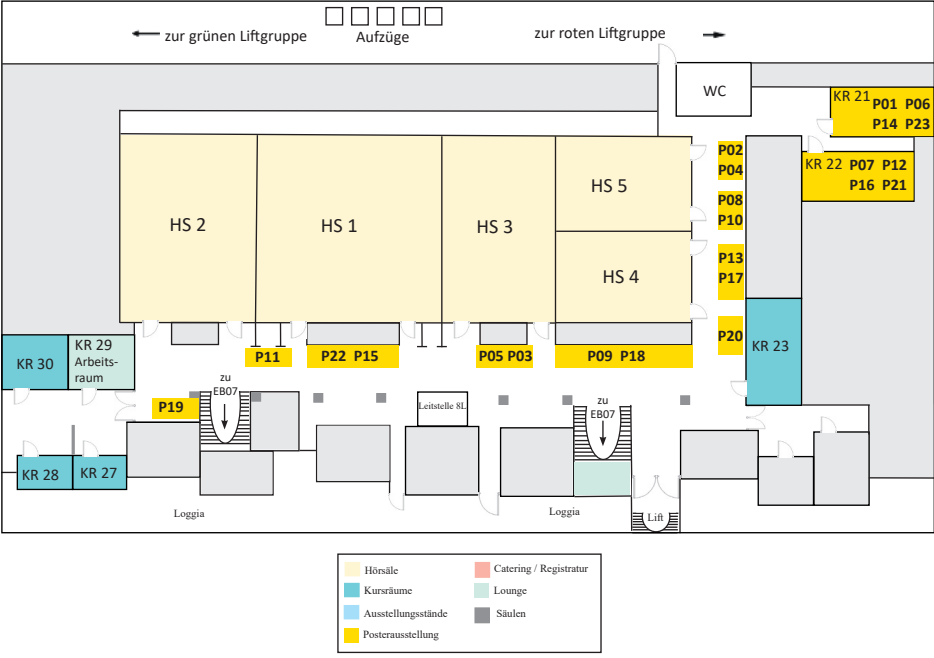 zur grünen Liftgruppe
Aufzüge
zur roten Liftgruppe
WC
KR 21
P01 P06
P14 P23
KR 22
P07 P12
P16 P21
P02
P04
P08
P10
P13
P17
P20
KR 23
HS 2
HS 1
HS 3
HS 5
HS 4
KR 30
KR 29
Arbeits-
raum
P11
P22 P15
P05 P03
P09 P18
P19
zu
EB07
Leitstelle 8L
zu
EB07
KR 28
KR 27
Loggia
Loggia
Lift
Hörsäle
Kursräume
Ausstellungsstände
Posterausstellung
Catering / Registratur
Lounge
Säulen